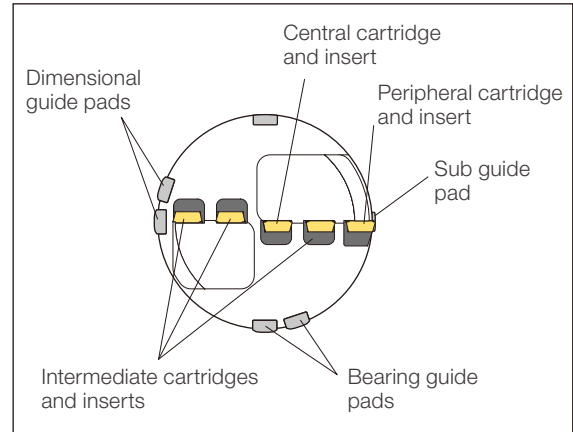 Central cartridge
and insert
Dimensional
guide pads
Peripheral cartridge
and insert
Sub guide
pad
Intermediate cartridges
and inserts
Bearing guide
pads